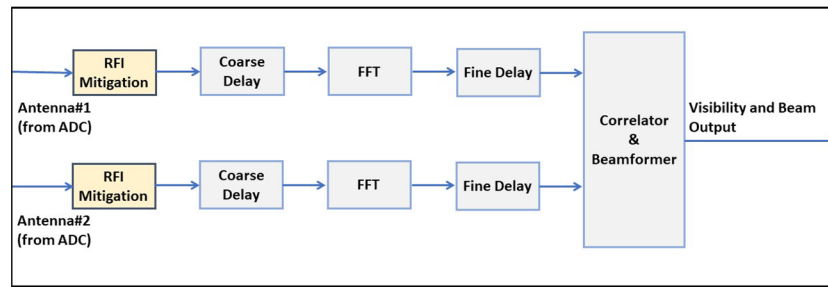 RFI
Mitigation
Coarse
Delay
FFT
Fine Delay
Antenna#1
(from ADC)
Correlator
&
Beamformer
Visibility and Beam
Output
RFI
Mitigation
Coarse
Delay
FFT
Fine Delay
Antenna#2
(from ADC)